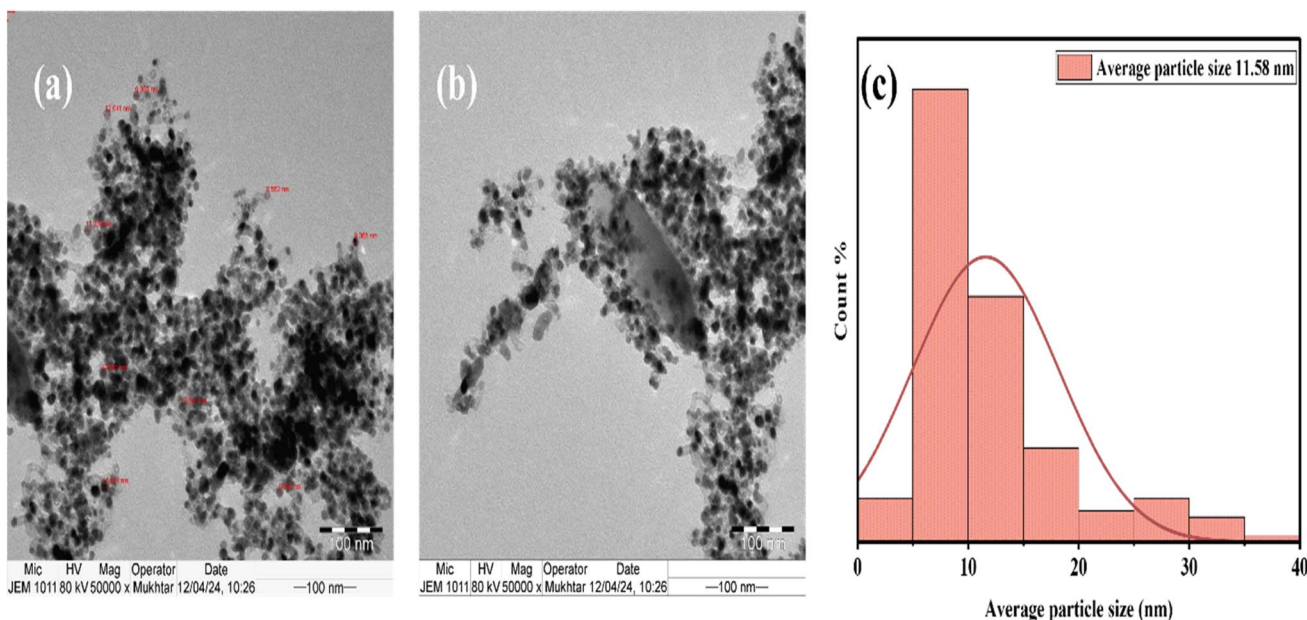 (a)
100 nm
Mic HV Mag Operator Date
JEM 1011 80 kV 50000 x Mukhtar 12/04/24, 10:26 —100 nm—
(b)
100 nm
Mic HV Mag Operator Date
JEM 1011 80 kV 50000 x Mukhtar 12/04/24, 10:26 —100 nm—
(c)
Average particle size 11.58 nm
Count %
0 10 20 30 40
Average particle size (nm)